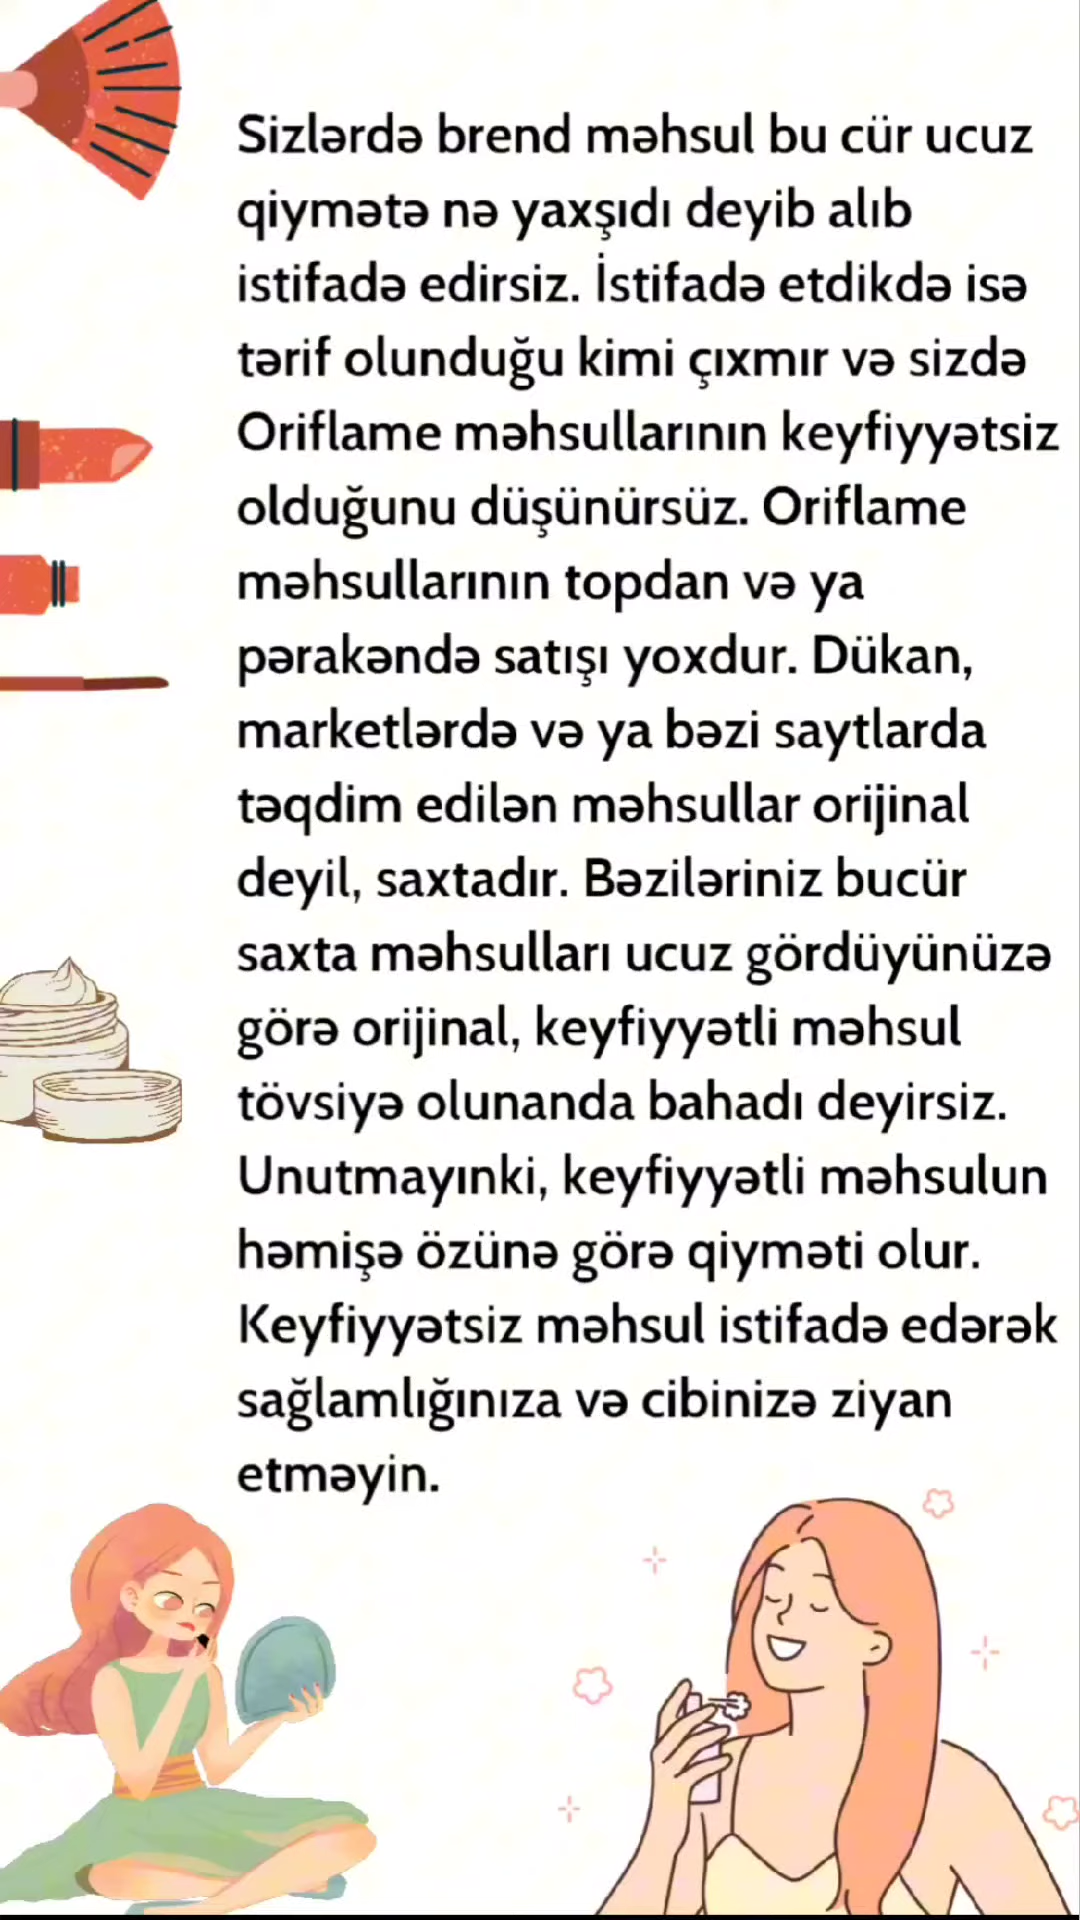 Sizlərdə brend məhsul bu cür ucuz
qiymətə nə yaxşıdı deyib alıb
istifadə edirsiz. İstifadə etdikdə isə
tərif olunduğu kimi çıxmır və sizdə
Oriflame məhsullarının keyfiyyətsiz
olduğunu düşünürsüz. Oriflame
məhsullarının topdan və ya
pərakəndə satışı yoxdur. Dükan,
marketlərdə və ya bəzi saytlarda
təqdim edilən məhsullar orijinal
deyil, saxtadır. Bəziləriniz bucür
saxta məhsulları ucuz gördüyünüzə
görə orijinal, keyfiyyətli məhsul
tövsiyə olunanda bahadı deyirsiz.
Unutmayınki, keyfiyyətli məhsulun
həmişə özünə görə qiyməti olur.
Keyfiyyətsiz məhsul istifadə edərək
sağlamlığınıza və cibinizə ziyan
etməyin.